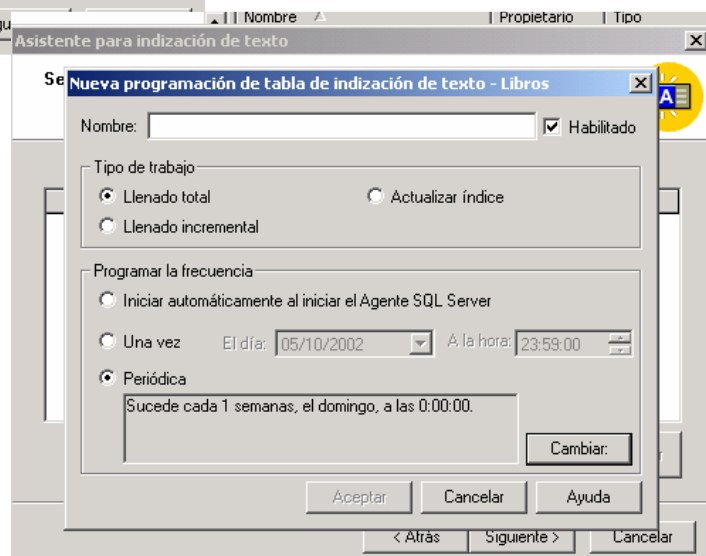 Nombre Propietario Tipo
Asistente para indización de texto
Nueva programación de tabla de indización de texto - Libros
Nombre: Habilitado
Tipo de trabajo
Llenado total Actualizar índice
Llenado incremental
Programar la frecuencia
Iniciar automáticamente al iniciar el Agente SQL Server
Una vez El día: 05/10/2002 A la hora: 23:59:00
Periódica
Sucede cada 1 semanas, el domingo, a las 0:00:00.
Cambiar:
Aceptar Cancelar Ayuda
< Atrás Siguiente > Cancelar